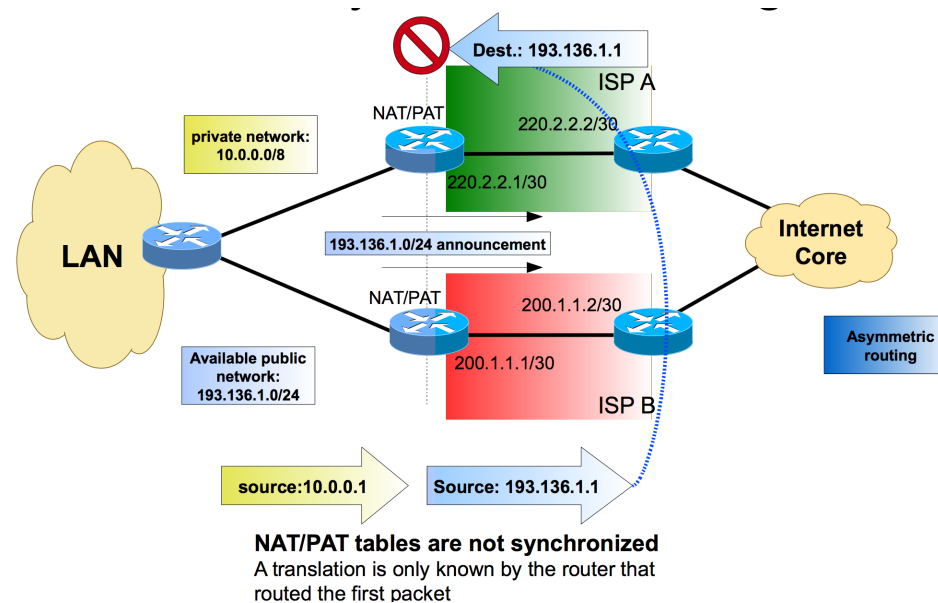 Dest.: 193.136.1.1
ISP A
NAT/PAT
220.2.2.2/30
private network:
10.0.0.0/8
220.2.2.1/30
LAN
193.136.1.0/24 announcement
Internet
Core
NAT/PAT
200.1.1.2/30
Available public
network:
193.136.1.0/24
200.1.1.1/30
Asymmetric
routing
ISP B
source:10.0.0.1
Source: 193.136.1.1
NAT/PAT tables are not synchronized
A translation is only known by the router that
routed the first packet